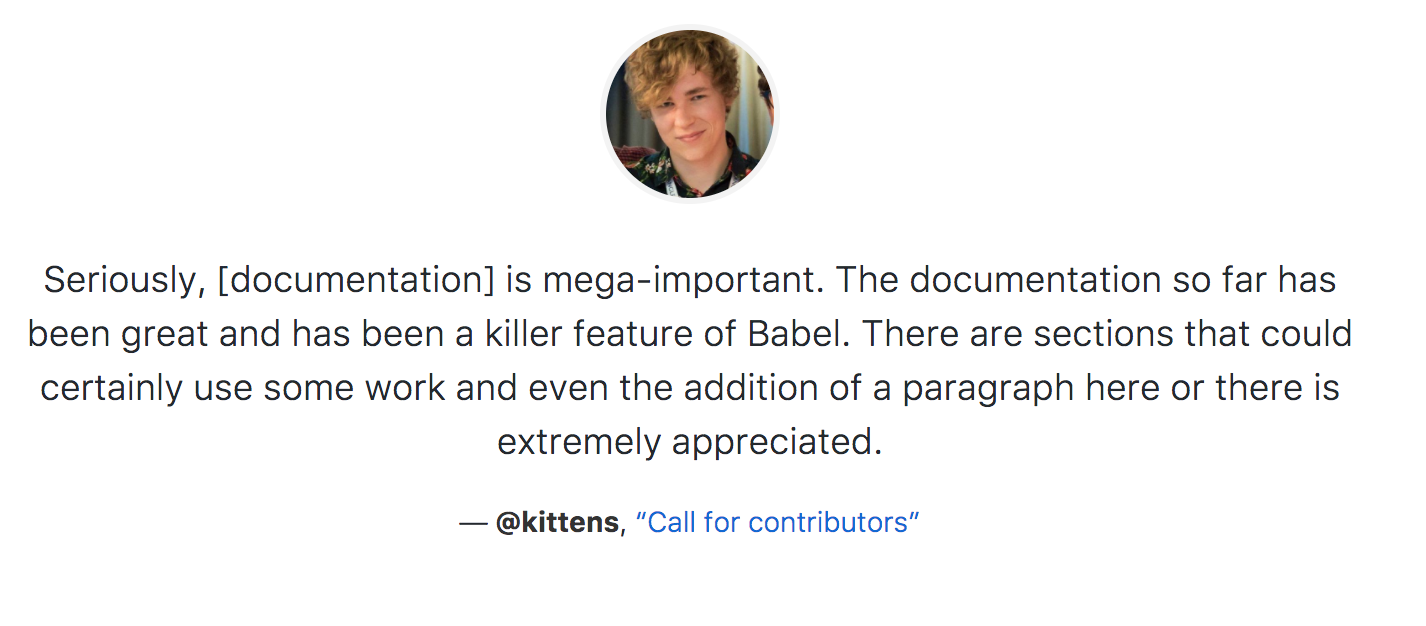 Seriously, [documentation] is mega-important. The documentation so far has
been great and has been a killer feature of Babel. There are sections that could
certainly use some work and even the addition of a paragraph here or there is
extremely appreciated.
— @kittens, “Call for contributors”